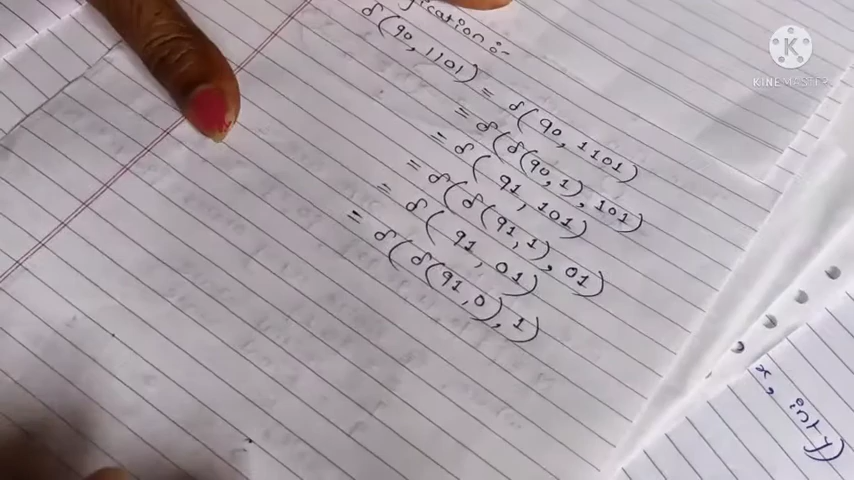 δ(q0, 1101)
= δ(q0, 1101)
= δ(δ(q0, 1), 101)
= δ(q1, 101)
= δ(δ(q1, 1), 01)
= δ(q1, 01)
= δ(δ(q1, 0), 1)
KINEMASTER